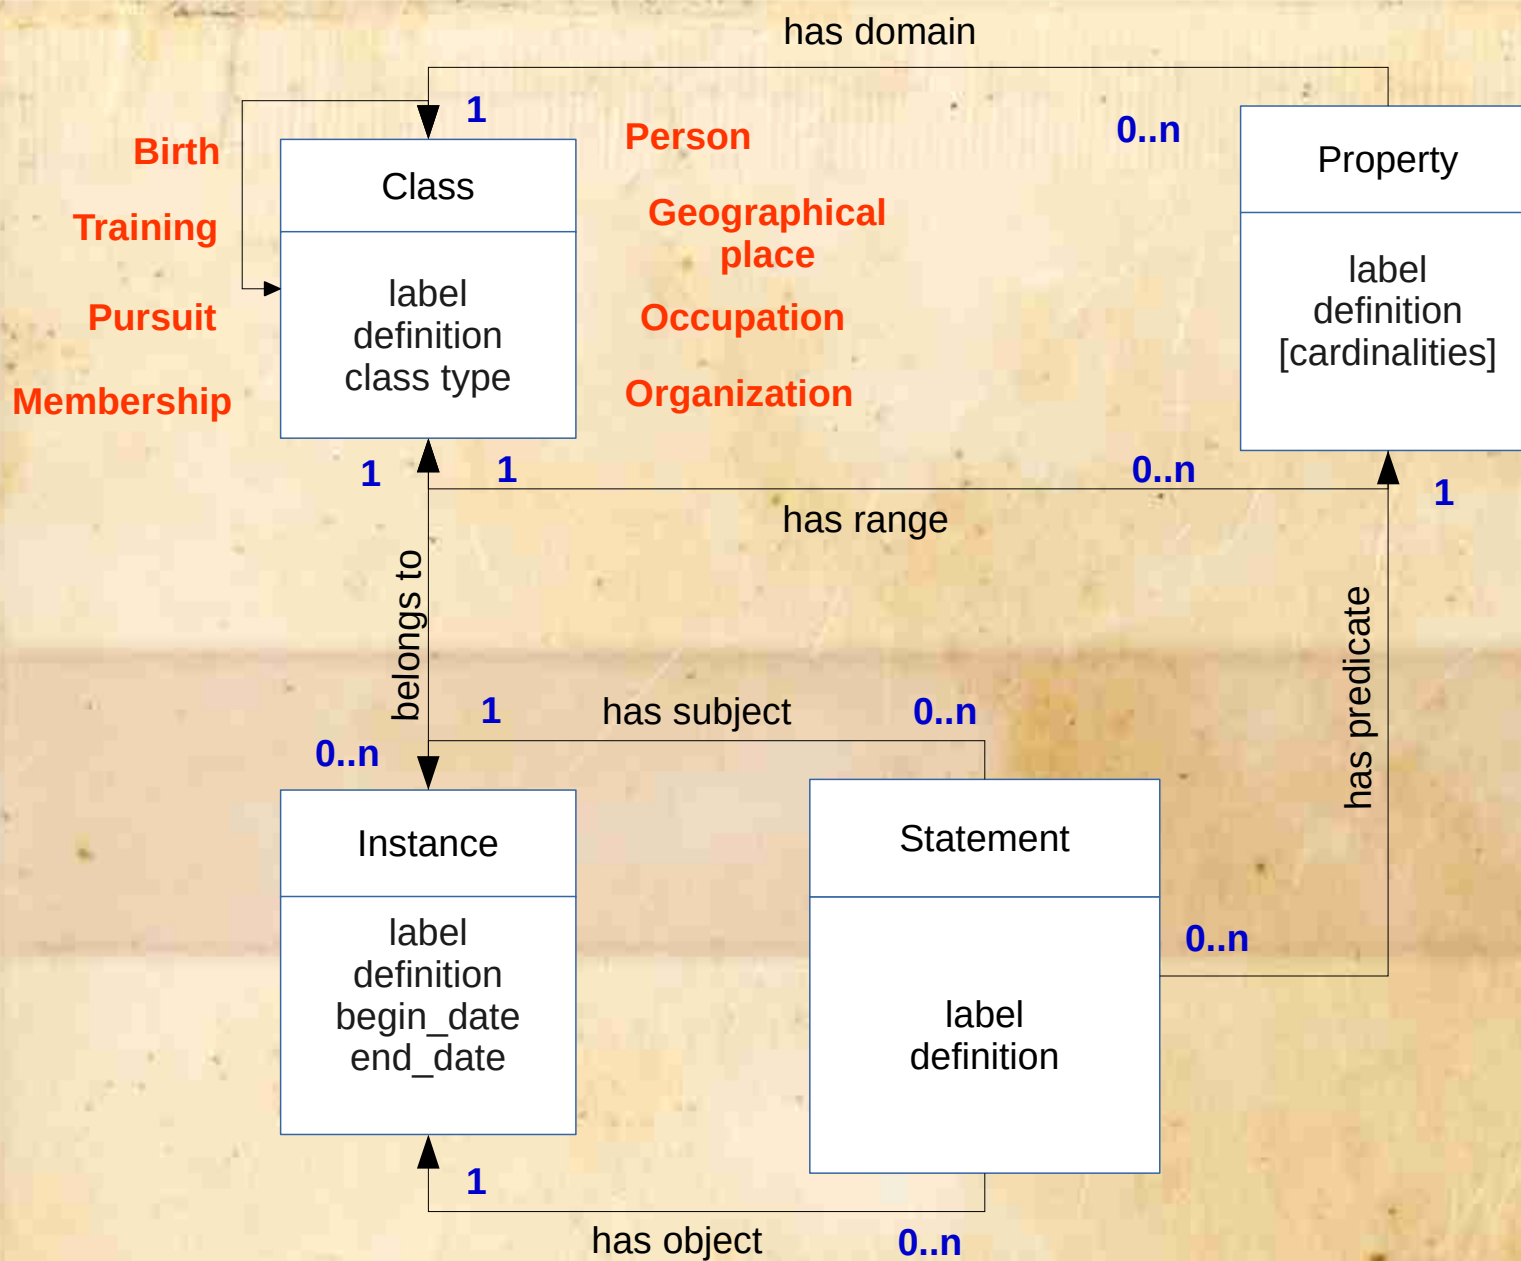 has domain
1
0..n
Birth
Training
Pursuit
Membership
Class
label
definition
class type
Person
Geographical
place
Occupation
Organization
Property
label
definition
[cardinalities]
1
1
0..n
1
has range
belongs to
has predicate
1
has subject
0..n
0..n
Instance
label
definition
begin_date
end_date
Statement
label
definition
0..n
1
has object
0..n